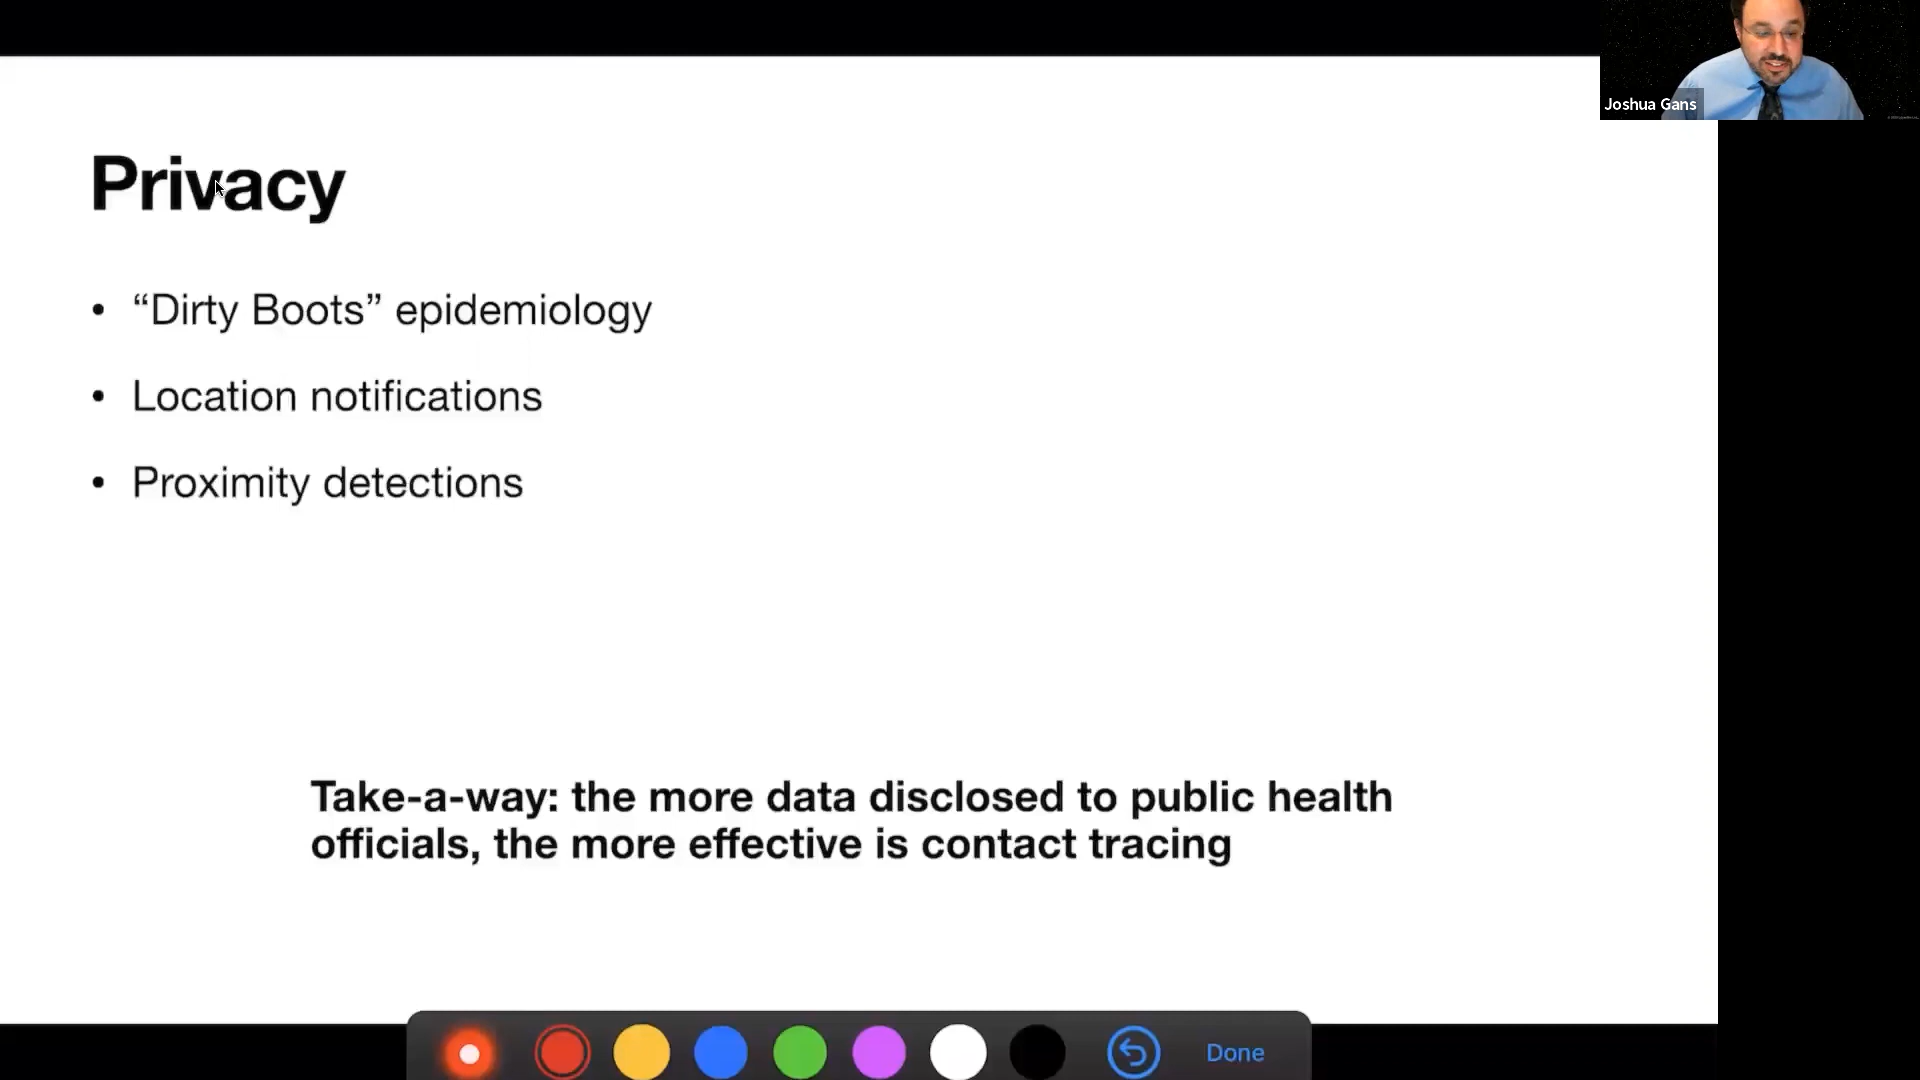 Joshua Gans
Privacy
• “Dirty Boots” epidemiology
• Location notifications
• Proximity detections
Take-a-way: the more data disclosed to public health
officials, the more effective is contact tracing
Done